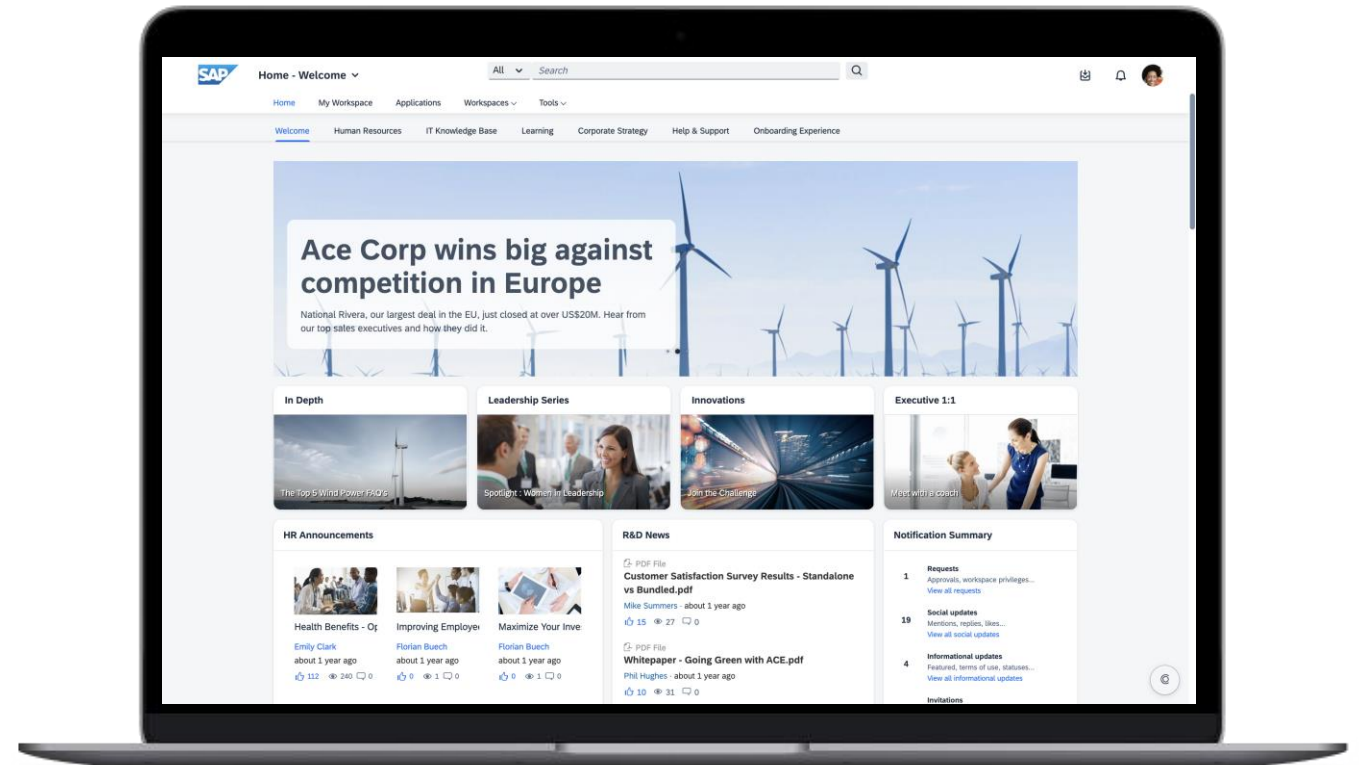 SAP
Home - Welcome
All
Search
Home
My Workspace
Applications
Workspaces
Tools
Welcome
Human Resources
IT Knowledge Base
Learning
Corporate Strategy
Help & Support
Onboarding Experience
Ace Corp wins big against
competition in Europe
National Rivera, our largest deal in the EU, just closed at over US$20M. Hear from
our top sales executives and how they did it.
In Depth
The Top 5 Wind Power FAQ's
Leadership Series
Spotlight : Women in Leadership
Innovations
Join the Challenge
Executive 1:1
Meet with a coach
HR Announcements
Health Benefits - Op
Emily Clark
about 1 year ago
112 240 0
Improving Employe
Florian Buech
about 1 year ago
0 1 0
Maximize Your Inve
Florian Buech
about 1 year ago
0 1 0
R&D News
PDF File
Customer Satisfaction Survey Results - Standalone
vs Bundled.pdf
Mike Summers · about 1 year ago
15 27 0
PDF File
Whitepaper - Going Green with ACE.pdf
Phil Hughes · about 1 year ago
10 31 0
Notification Summary
1
Requests
Approvals, workspace privileges...
View all requests
19
Social updates
Mentions, replies, likes...
View all social updates
4
Informational updates
Featured, terms of use, statuses...
View all informational updates
Invitations